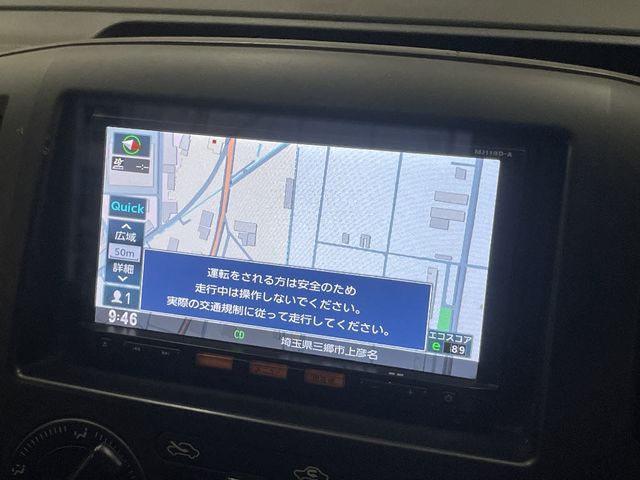 MJ119D-A
Quick
広域
50m
詳細
1
9:46
運転をされる方は安全のため
走行中は操作しないでください。
実際の交通規制に従って走行してください。
CD
埼玉県三郷市上彦名
エコスコア
e 89